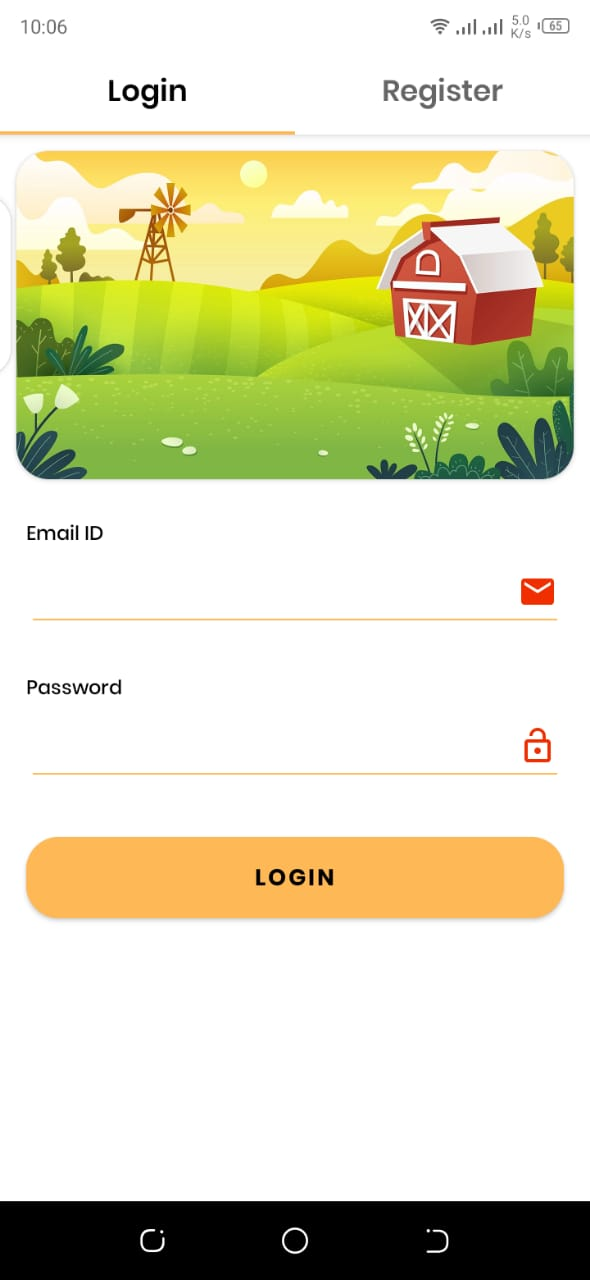 10:06
5.0
K/s
65
Login
Register
Email ID
Password
LOGIN